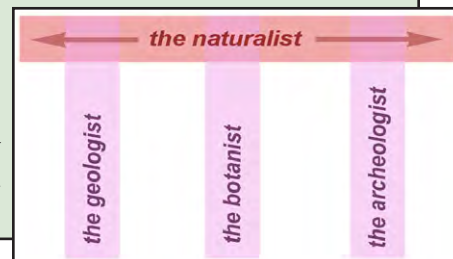 the naturalist
the geologist
the botanist
the archeologist